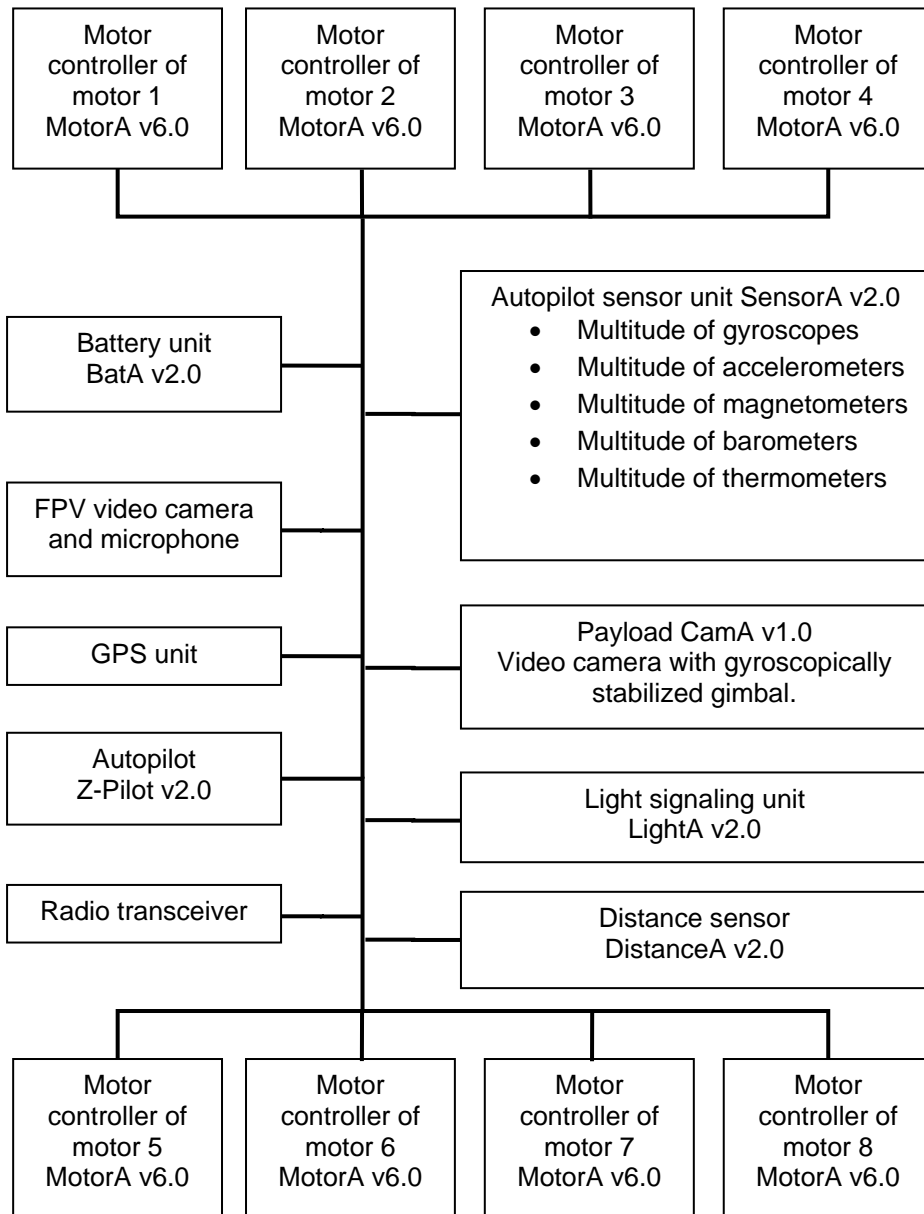 Motor
controller of
motor 1
MotorA v6.0
Motor
controller of
motor 2
MotorA v6.0
Motor
controller of
motor 3
MotorA v6.0
Motor
controller of
motor 4
MotorA v6.0
Battery unit
BatA v2.0
Autopilot sensor unit SensorA v2.0
• Multitude of gyroscopes
• Multitude of accelerometers
• Multitude of magnetometers
• Multitude of barometers
• Multitude of thermometers
FPV video camera
and microphone
GPS unit
Payload CamA v1.0
Video camera with gyroscopically
stabilized gimbal.
Autopilot
Z-Pilot v2.0
Light signaling unit
LightA v2.0
Radio transceiver
Distance sensor
DistanceA v2.0
Motor
controller of
motor 5
MotorA v6.0
Motor
controller of
motor 6
MotorA v6.0
Motor
controller of
motor 7
MotorA v6.0
Motor
controller of
motor 8
MotorA v6.0